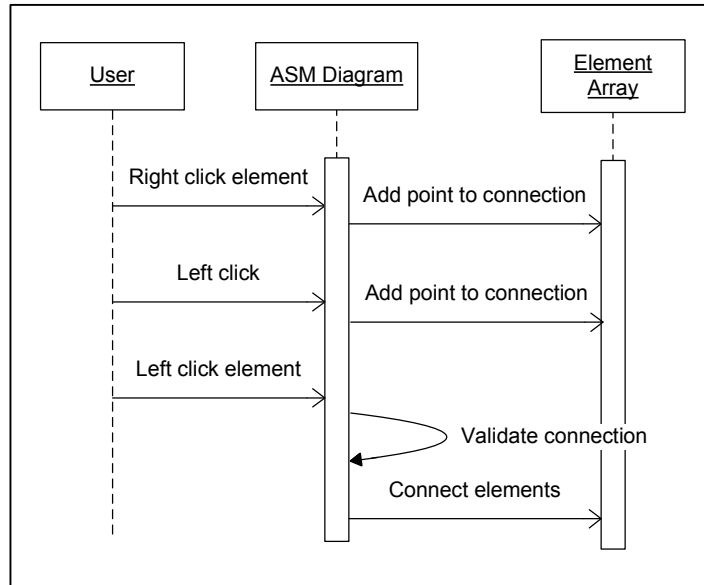 User
ASM Diagram
Element
Array
Right click element
Add point to connection
Left click
Add point to connection
Left click element
Validate connection
Connect elements